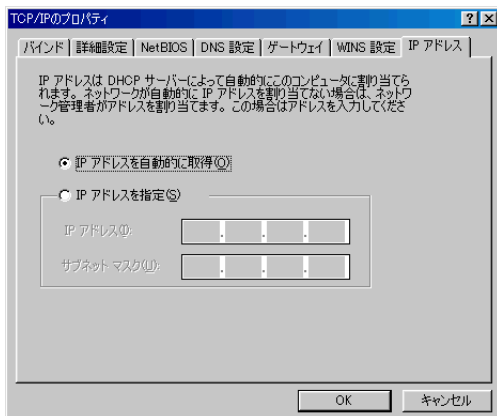 TCP/IPのプロパティ
バインド 詳細設定 NetBIOS DNS 設定 ゲートウェイ WINS 設定 IP アドレス
IP アドレスは DHCP サーバーによって自動的にこのコンピュータに割り当てら
れます。ネットワークが自動的に IP アドレスを割り当てない場合は、ネットワ
ーク管理者がアドレスを割り当てます。この場合はアドレスを入力してくださ
い。
IP アドレスを自動的に取得(O)
IP アドレスを指定(S)
IP アドレス(I):
サブネット マスク(U):
OK キャンセル